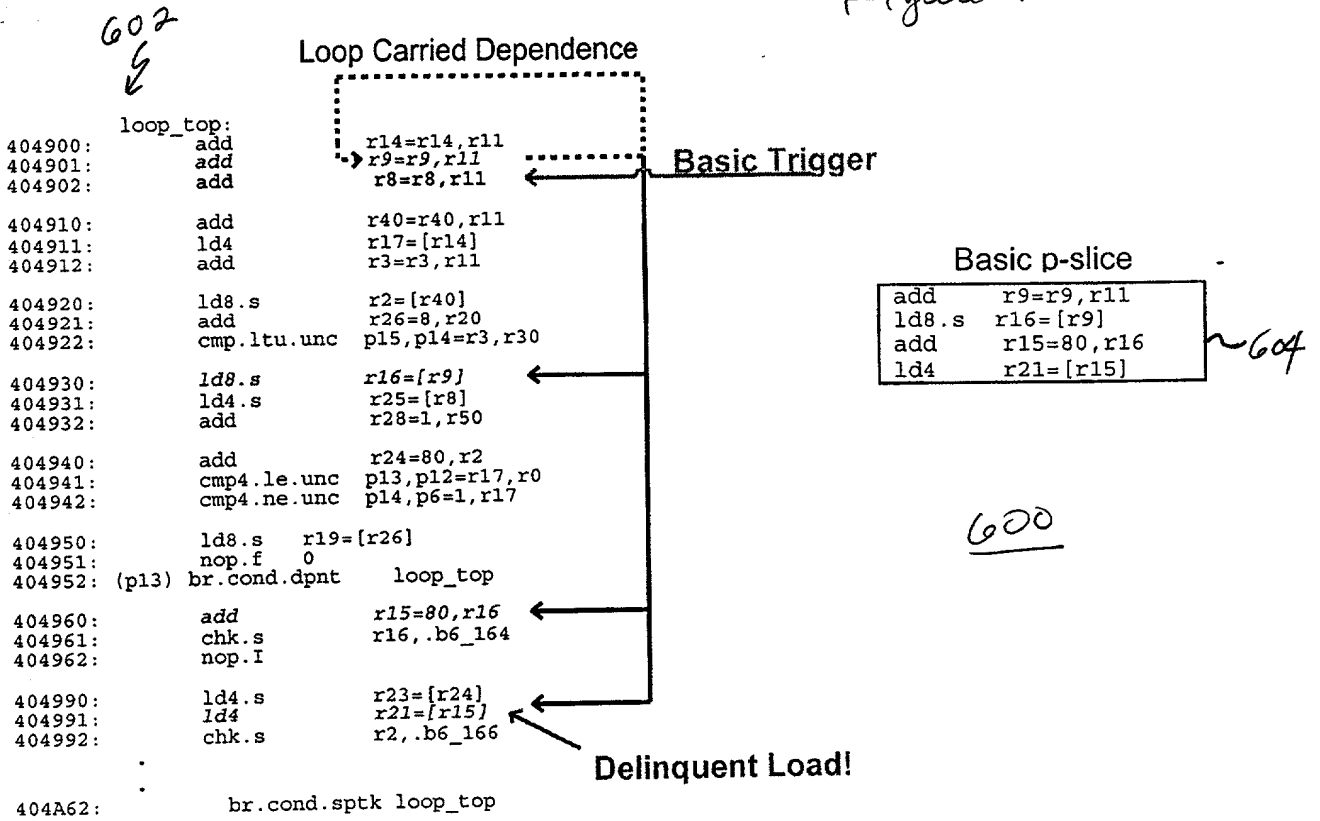 602
Loop Carried Dependence
loop_top:
404900: add r14=r14,r11
404901: add r9=r9,r11
404902: add r8=r8,r11
Basic Trigger
404910: add r40=r40,r11
404911: ld4 r17=[r14]
404912: add r3=r3,r11
404920: ld8.s r2=[r40]
404921: add r26=8,r20
404922: cmp.ltu.unc p15,p14=r3,r30
404930: ld8.s r16=[r9]
404931: ld4.s r25=[r8]
404932: add r28=1,r50
404940: add r24=80,r2
404941: cmp4.le.unc p13,p12=r17,r0
404942: cmp4.ne.unc p14,p6=1,r17
404950: ld8.s r19=[r26]
404951: nop.f 0
404952: (p13) br.cond.dpnt loop_top
404960: add r15=80,r16
404961: chk.s r16,.b6_164
404962: nop.I
404990: ld4.s r23=[r24]
404991: ld4 r21=[r15]
404992: chk.s r2,.b6_166
Delinquent Load!
404A62: br.cond.sptk loop_top
Basic p-slice
add r9=r9,r11
ld8.s r16=[r9]
add r15=80,r16
ld4 r21=[r15]
604
600